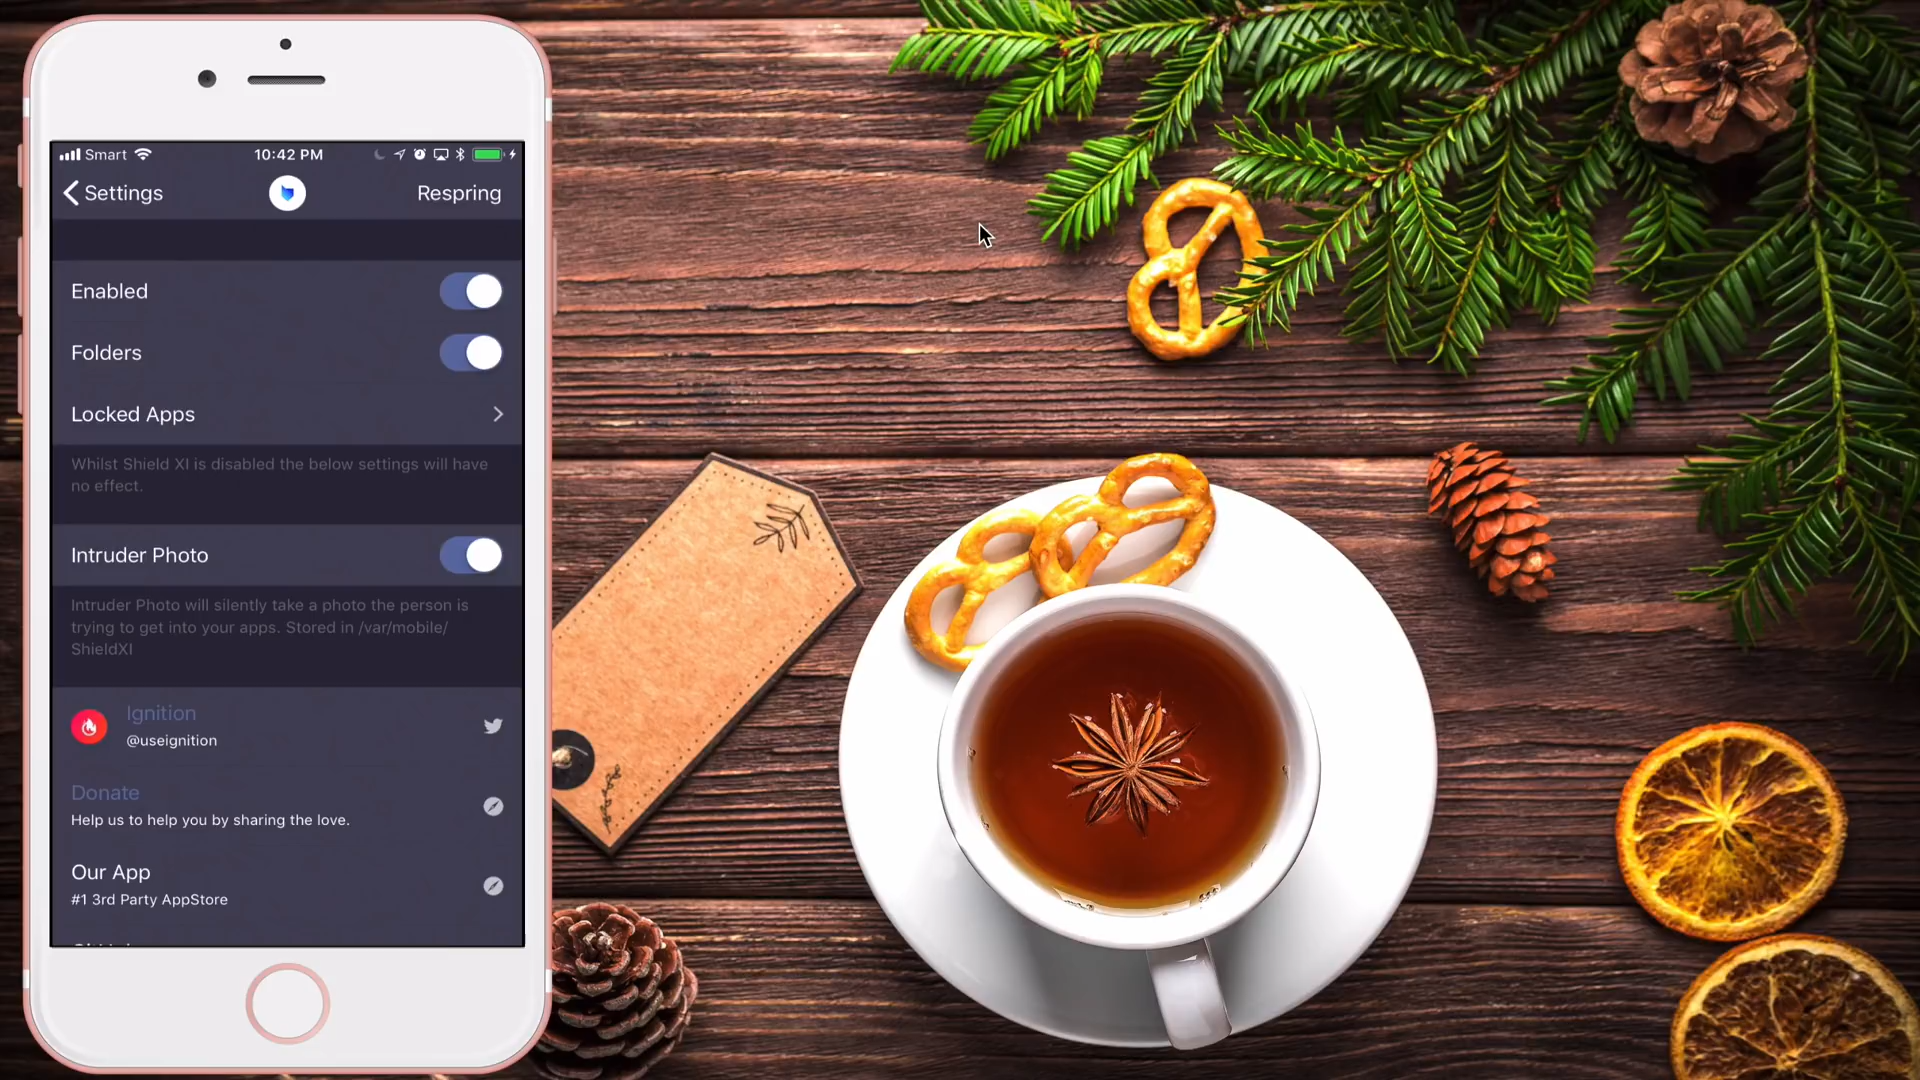 Smart
10:42 PM
Settings
Respring
Enabled
Folders
Locked Apps
Whilst Shield XI is disabled the below settings will have
no effect.
Intruder Photo
Intruder Photo will silently take a photo the person is
trying to get into your apps. Stored in /var/mobile/
ShieldXI
Ignition
@useignition
Donate
Help us to help you by sharing the love.
Our App
#1 3rd Party AppStore